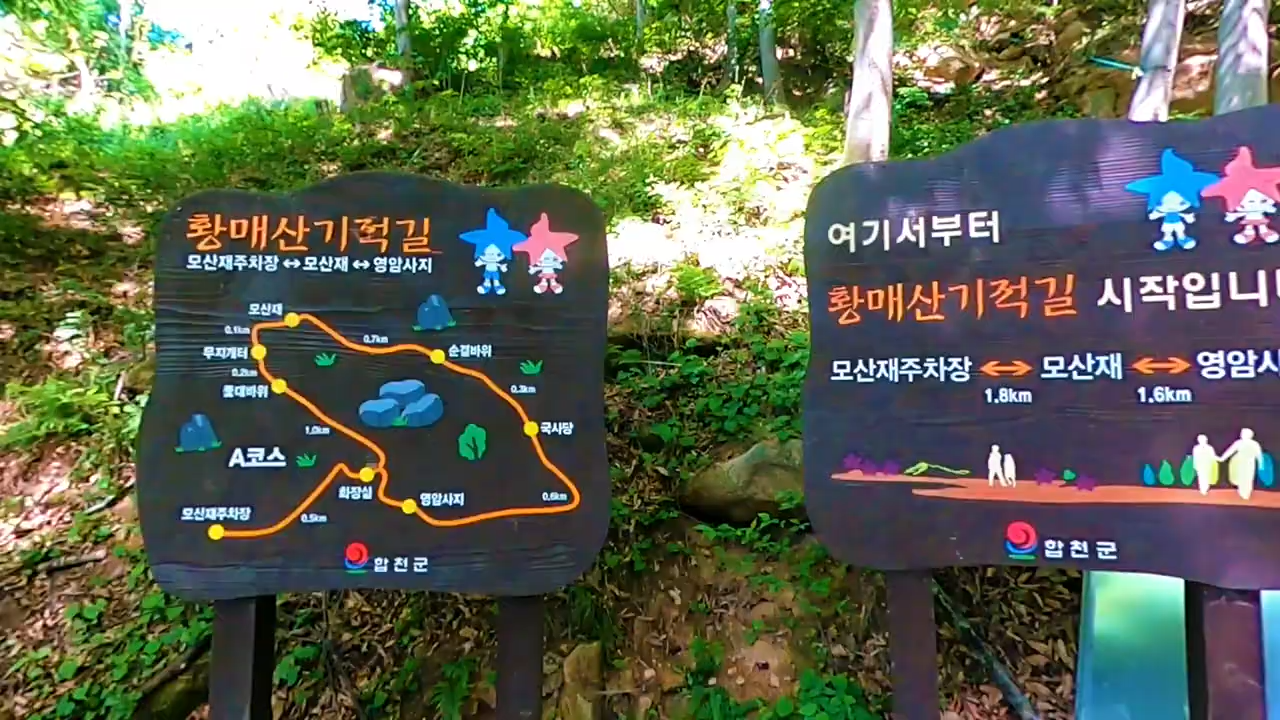 황매산기적길
모산재주차장 ↔ 모산재 ↔ 영암사지
모산재
0.1km
0.7km
무지개터
순결바위
0.2km
돛대바위
0.3km
1.0km
국사당
A코스
화장실
영암사지
0.6km
모산재주차장
0.5km
합천군
여기서부터
황매산기적길 시작입니
모산재주차장 ↔ 모산재 ↔ 영암사
1.8km 1.6km
합천군